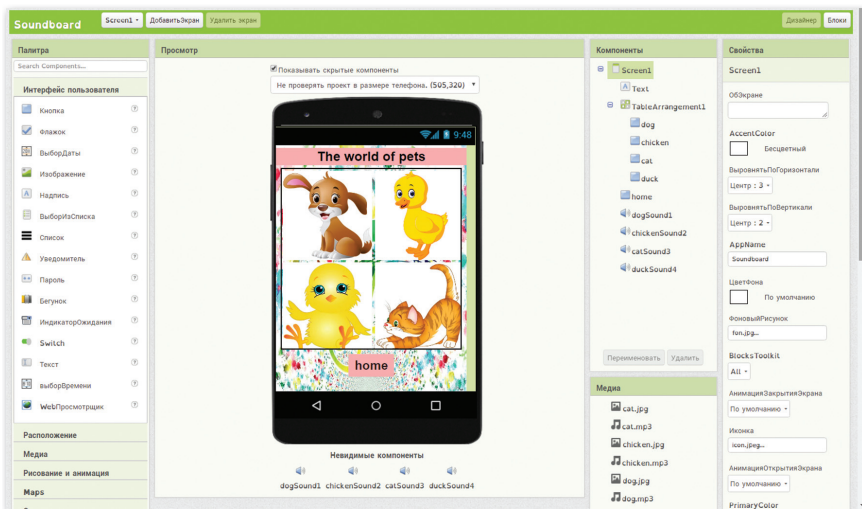 Soundboard
Screen1
ДобавитьЭкран
Удалить экран
Дизайнер
Блоки
Палитра
Search Components...
Интерфейс пользователя
Кнопка
Флажок
ВыборДаты
Изображение
Надпись
ВыборИзСписка
Список
Уведомитель
Пароль
Бегунок
ИндикаторОжидания
Switch
Текст
выборВремени
WebПросмотрщик
Расположение
Медиа
Рисование и анимация
Maps
Просмотр
Показывать скрытые компоненты
Не проверять проект в размере телефона. (505,320)
9:48
The world of pets
home
Невидимые компоненты
dogSound1 chickenSound2 catSound3 duckSound4
Компоненты
Screen1
Text
TableArrangement1
dog
chicken
cat
duck
home
dogSound1
chickenSound2
catSound3
duckSound4
Переименовать
Удалить
Медиа
cat.jpg
cat.mp3
chicken.jpg
chicken.mp3
dog.jpg
dog.mp3
Свойства
Screen1
ОбЭкране
AccentColor
Бесцветный
ВыровнятьПоГоризонтали
Центр : 3
ВыровнятьПоВертикали
Центр : 2
AppName
Soundboard
ЦветФона
По умолчанию
ФоновыйРисунок
fon.jpg...
BlocksToolkit
All
АнимацияЗакрытияЭкрана
По умолчанию
Иконка
icon.jpeg...
АнимацияОткрытияЭкрана
По умолчанию
PrimaryColor